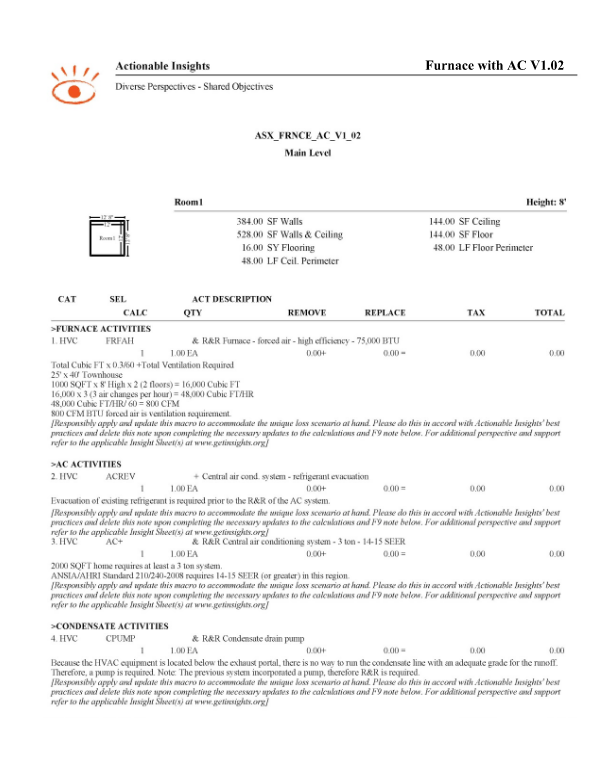 Actionable Insights
Furnace with AC V1.02
Diverse Perspectives - Shared Objectives
ASX_FRNCE_AC_V1_02
Main Level
Room1 Height: 8'
12' 8"
12'
Room1
384.00 SF Walls 144.00 SF Ceiling
528.00 SF Walls & Ceiling 144.00 SF Floor
16.00 SY Flooring 48.00 LF Floor Perimeter
48.00 LF Ceil. Perimeter
CAT SEL ACT DESCRIPTION
CALC QTY REMOVE REPLACE TAX TOTAL
>FURNACE ACTIVITIES
1. HVC FRFAH & R&R Furnace - forced air - high efficiency - 75,000 BTU
1 1.00 EA 0.00+ 0.00 = 0.00 0.00
Total Cubic FT x 0.3/60 +Total Ventilation Required
25' x 40' Townhouse
1000 SQFT x 8' High x 2 (2 floors) = 16,000 Cubic FT
16,000 x 3 (3 air changes per hour) = 48,000 Cubic FT/HR
48,000 Cubic FT/HR/ 60 = 800 CFM
800 CFM BTU forced air is ventilation requirement.
[Responsibly apply and update this macro to accommodate the unique loss scenario at hand. Please do this in accord with Actionable Insights' best
practices and delete this note upon completing the necessary updates to the calculations and F9 note below. For additional perspective and support
refer to the applicable Insight Sheet(s) at www.getinsights.org]
>AC ACTIVITIES
2. HVC ACREV + Central air cond. system - refrigerant evacuation
1 1.00 EA 0.00+ 0.00 = 0.00 0.00
Evacuation of existing refrigerant is required prior to the R&R of the AC system.
[Responsibly apply and update this macro to accommodate the unique loss scenario at hand. Please do this in accord with Actionable Insights' best
practices and delete this note upon completing the necessary updates to the calculations and F9 note below. For additional perspective and support
refer to the applicable Insight Sheet(s) at www.getinsights.org]
3. HVC AC+ & R&R Central air conditioning system - 3 ton - 14-15 SEER
1 1.00 EA 0.00+ 0.00 = 0.00 0.00
2000 SQFT home requires at least a 3 ton system.
ANSIA/AHRI Standard 210/240-2008 requires 14-15 SEER (or greater) in this region.
[Responsibly apply and update this macro to accommodate the unique loss scenario at hand. Please do this in accord with Actionable Insights' best
practices and delete this note upon completing the necessary updates to the calculations and F9 note below. For additional perspective and support
refer to the applicable Insight Sheet(s) at www.getinsights.org]
>CONDENSATE ACTIVITIES
4. HVC CPUMP & R&R Condensate drain pump
1 1.00 EA 0.00+ 0.00 = 0.00 0.00
Because the HVAC equipment is located below the exhaust portal, there is no way to run the condensate line with an adequate grade for the runoff.
Therefore, a pump is required. Note: The previous system incorporated a pump, therefore R&R is required.
[Responsibly apply and update this macro to accommodate the unique loss scenario at hand. Please do this in accord with Actionable Insights' best
practices and delete this note upon completing the necessary updates to the calculations and F9 note below. For additional perspective and support
refer to the applicable Insight Sheet(s) at www.getinsights.org]